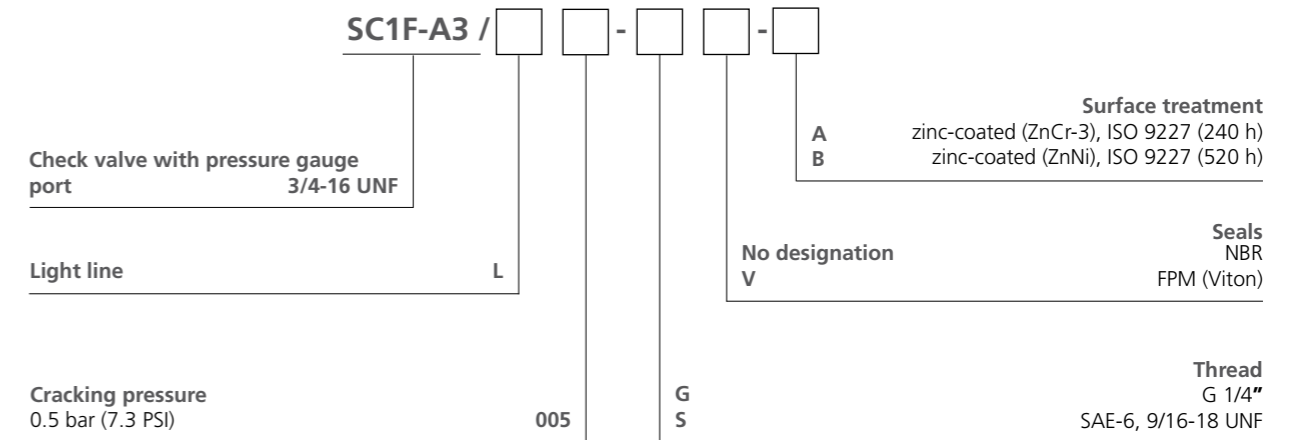 SC1F-A3 / - -
Surface treatment
A zinc-coated (ZnCr-3), ISO 9227 (240 h)
B zinc-coated (ZnNi), ISO 9227 (520 h)
Check valve with pressure gauge
port 3/4-16 UNF
Seals
No designation NBR
V FPM (Viton)
Light line L
Thread
Cracking pressure G G 1/4"
0.5 bar (7.3 PSI) 005 S SAE-6, 9/16-18 UNF